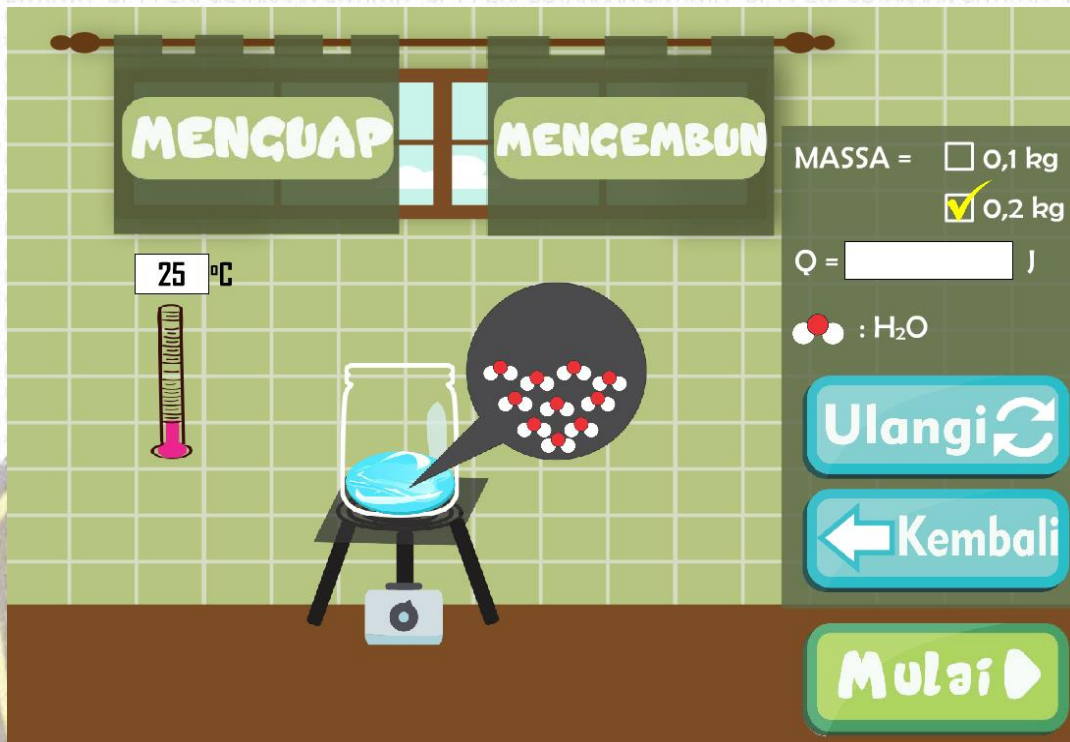 MENGUAP
MENGEMBUN
MASSA = 0,1 kg
0,2 kg
25 °C
Q = J
: H₂O
Ulangi
Kembali
Mulai